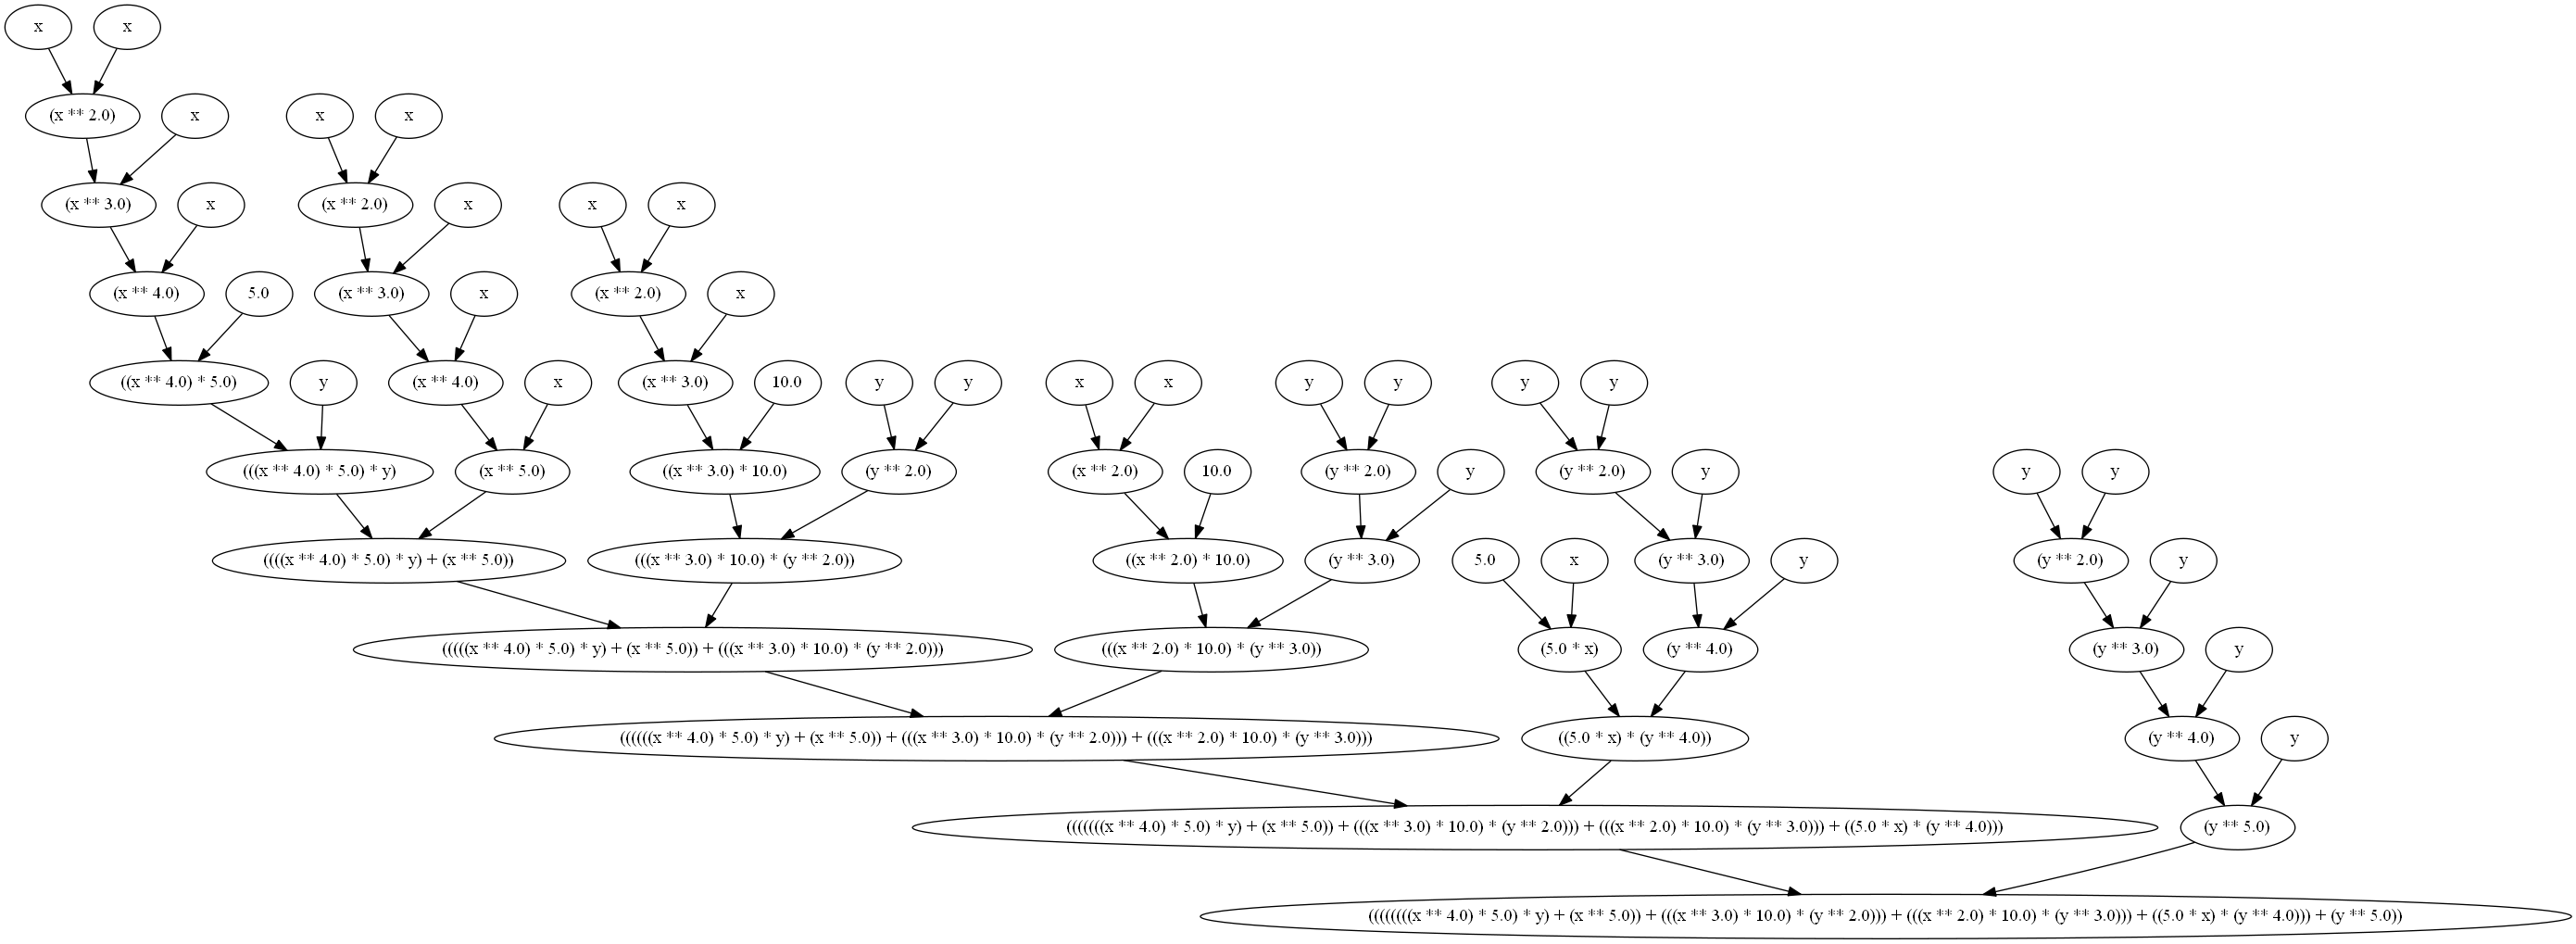 x x
(x ** 2.0) x x x
(x ** 3.0) x (x ** 2.0) x x x
(x ** 4.0) 5.0 (x ** 3.0) x (x ** 2.0) x
((x ** 4.0) * 5.0) y (x ** 4.0) x (x ** 3.0) 10.0 y y x x y y y y
(((x ** 4.0) * 5.0) * y) (x ** 5.0) ((x ** 3.0) * 10.0) (y ** 2.0) (x ** 2.0) 10.0 (y ** 2.0) y (y ** 2.0) y y y
((((x ** 4.0) * 5.0) * y) + (x ** 5.0)) (((x ** 3.0) * 10.0) * (y ** 2.0)) ((x ** 2.0) * 10.0) (y ** 3.0) 5.0 x (y ** 3.0) y (y ** 2.0) y
(((((x ** 4.0) * 5.0) * y) + (x ** 5.0)) + (((x ** 3.0) * 10.0) * (y ** 2.0))) (((x ** 2.0) * 10.0) * (y ** 3.0)) (5.0 * x) (y ** 4.0) (y ** 3.0) y
((((((x ** 4.0) * 5.0) * y) + (x ** 5.0)) + (((x ** 3.0) * 10.0) * (y ** 2.0))) + (((x ** 2.0) * 10.0) * (y ** 3.0))) ((5.0 * x) * (y ** 4.0)) (y ** 4.0) y
(((((((x ** 4.0) * 5.0) * y) + (x ** 5.0)) + (((x ** 3.0) * 10.0) * (y ** 2.0))) + (((x ** 2.0) * 10.0) * (y ** 3.0))) + ((5.0 * x) * (y ** 4.0))) (y ** 5.0)
((((((((x ** 4.0) * 5.0) * y) + (x ** 5.0)) + (((x ** 3.0) * 10.0) * (y ** 2.0))) + (((x ** 2.0) * 10.0) * (y ** 3.0))) + ((5.0 * x) * (y ** 4.0))) + (y ** 5.0))